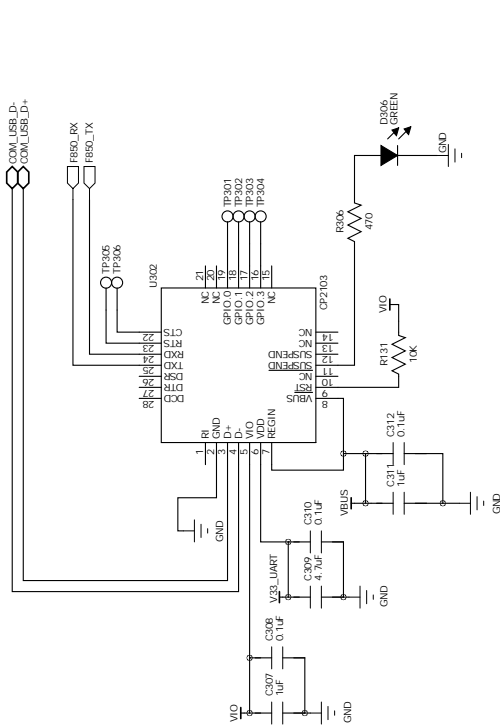 COM_USB_D-
COM_USB_D+
F850_RX
F850_TX
TP305
TP306
TP301
TP302
TP303
TP304
D306
GREEN
GND
R306
470
U302
CP2103
21
20
19
18
17
16
15
NC
NC
GPIO.0
GPIO.1
GPIO.2
GPIO.3
NC
22
23
24
25
26
27
28
CTS
RTS
RXD
TXD
DSR
DTR
DCD
NC
NC
SUSPEND
SUSPEND
NC
RST
VBUS
14
13
12
11
10
9
8
RI
GND
D+
D-
VIO
VDD
REGIN
1
2
3
4
5
6
7
VIO
R131
10K
GND
C312
0.1uF
C311
1uF
VBUS
GND
C310
0.1uF
C309
4.7uF
V33_UART
GND
C308
0.1uF
C307
1uF
VIO
GND